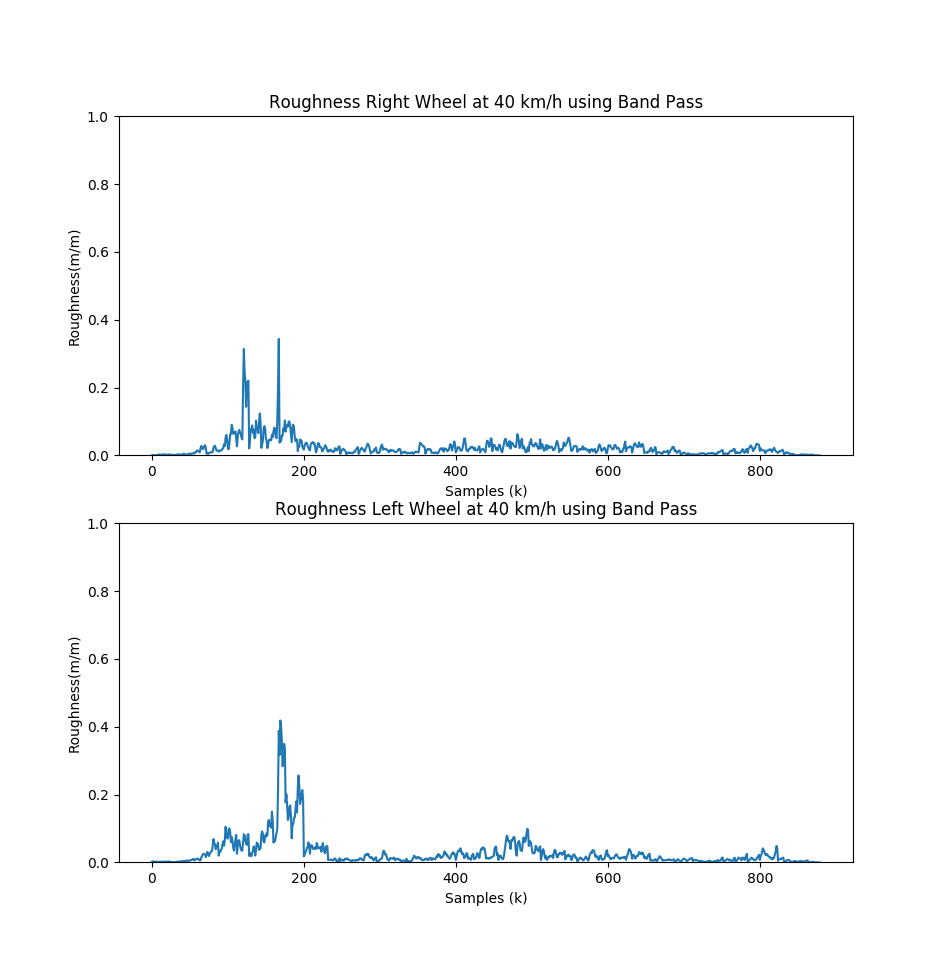 Roughness Right Wheel at 40 km/h using Band Pass
1.0
0.8
0.6
0.4
0.2
0.0
Roughness(m/m)
0 200 400 600 800
Samples (k)
Roughness Left Wheel at 40 km/h using Band Pass
1.0
0.8
0.6
0.4
0.2
0.0
Roughness(m/m)
0 200 400 600 800
Samples (k)